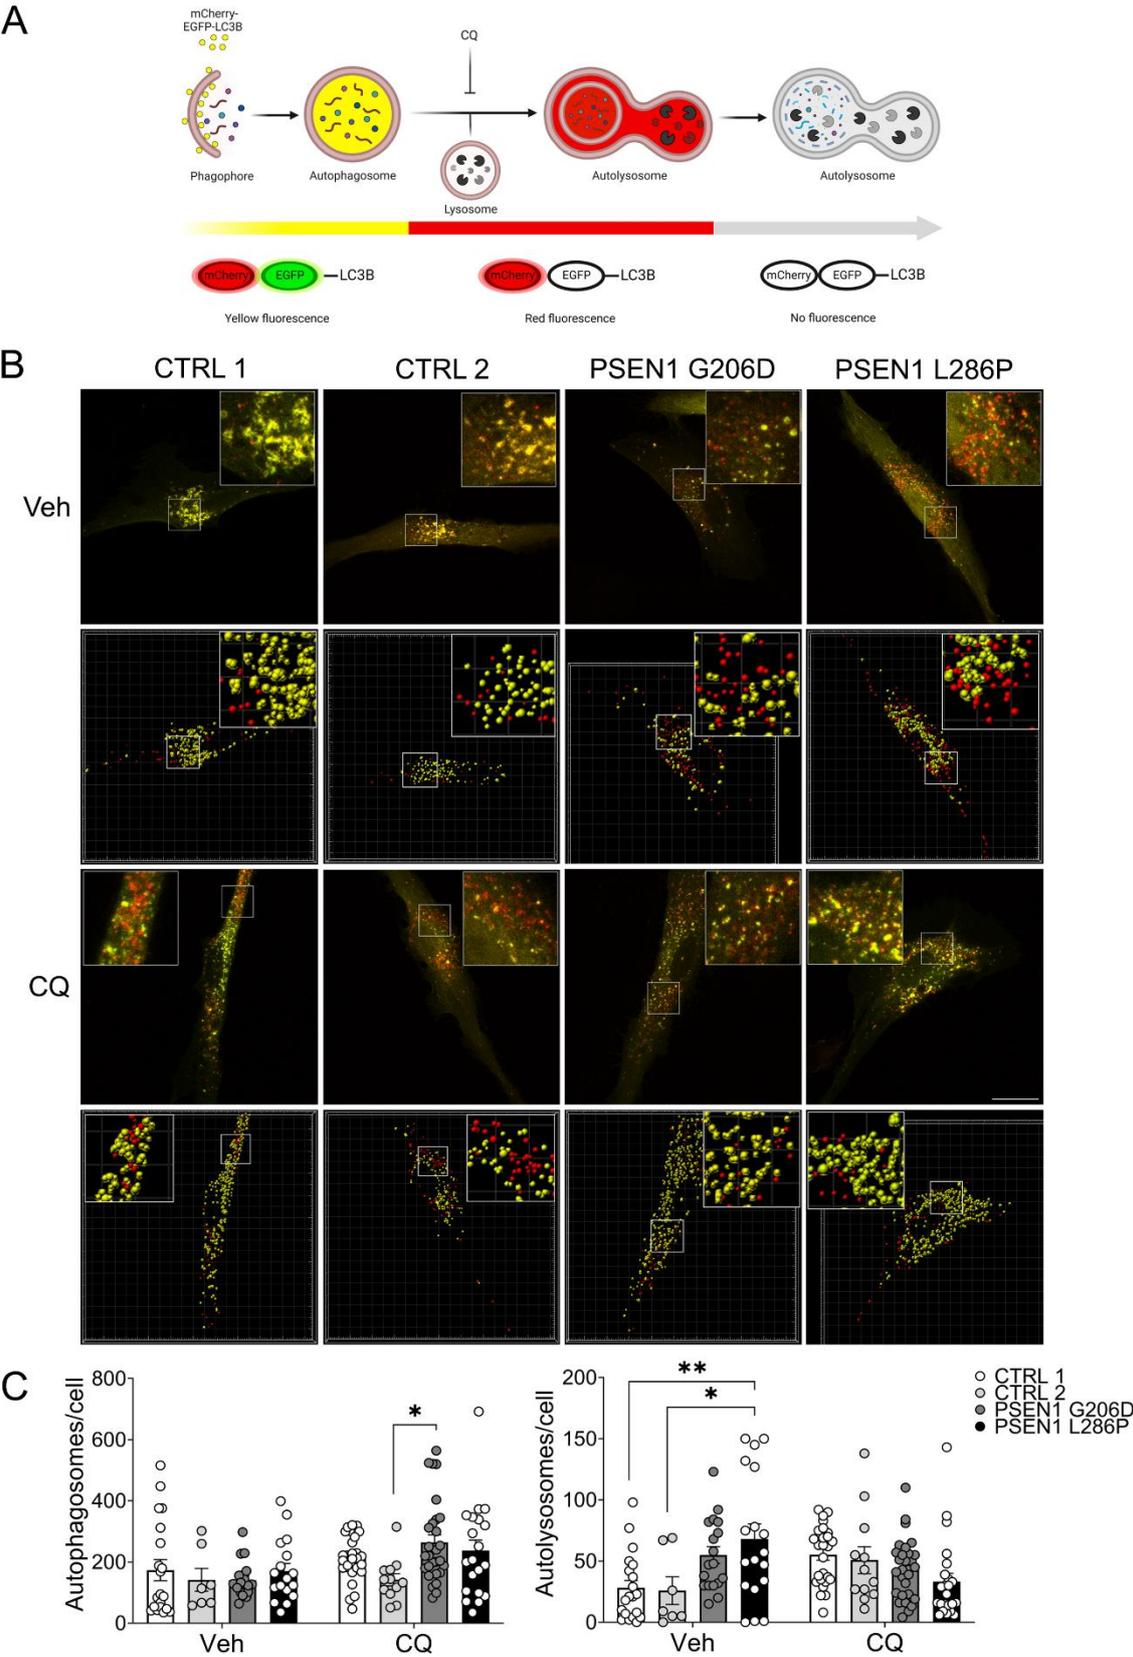 A
mCherry-
EGFP-LC3B
CQ
Phagophore
Autophagosome
Lysosome
Autolysosome
Autolysosome
mCherry
EGFP
LC3B
mCherry
EGFP
LC3B
mCherry
EGFP
LC3B
Yellow fluorescence
Red fluorescence
No fluorescence
B
CTRL 1
CTRL 2
PSEN1 G206D
PSEN1 L286P
Veh
CQ
C
Autophagosomes/cell
800
600
400
200
0
*
Veh
CQ
Autolysosomes/cell
200
150
100
50
0
**
*
Veh
CQ
CTRL 1
CTRL 2
PSEN1 G206D
PSEN1 L286P